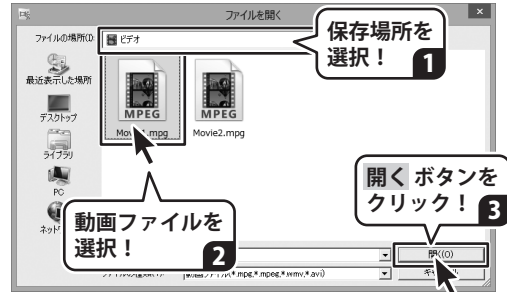 ファイルを開く
ファイルの場所(I):
ビデオ
保存場所を
選択！
1
最近表示した場所
デスクトップ
ライブラリ
PC
MPEG
MPEG
Movie2.mpg
動画ファイルを
選択！
2
開く ボタンを
クリック！
3
開く(O)
動画ファイル(*.mpg,*.mpeg,*.wmv,*.avi)